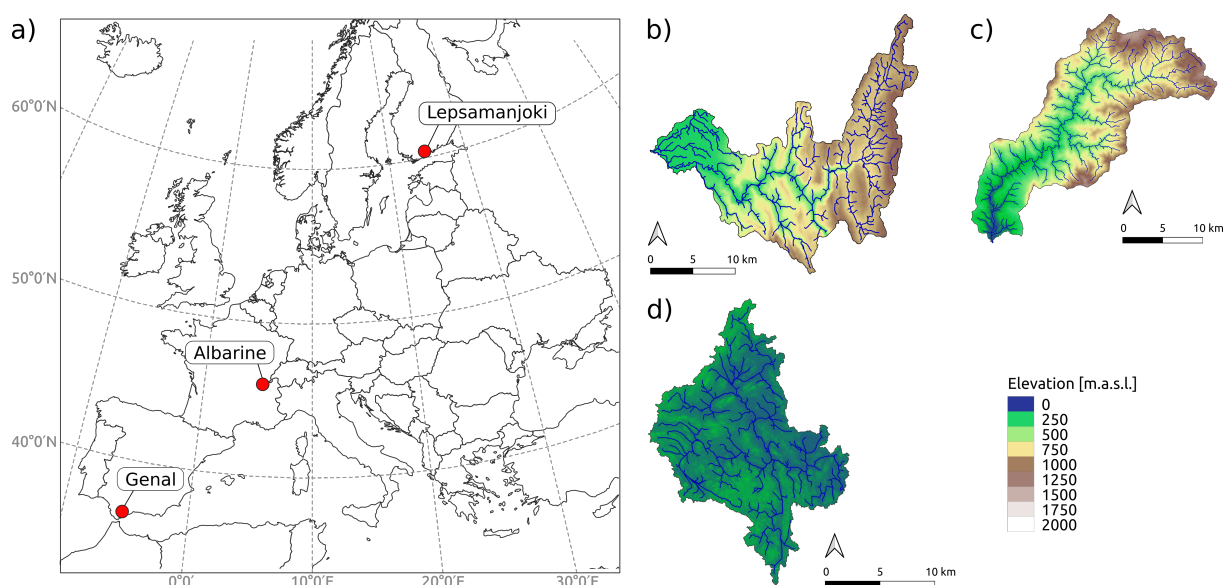 a)
60°0′N
50°0′N
40°0′N
0°0′F
10°0′F
20°0′F
30°0′F
Lepsamanjoki
Albarine
Genal
b)
0 5 10 km
c)
0 5 10 km
d)
0 5 10 km
Elevation [m.a.s.l.]
0
250
500
750
1000
1250
1500
1750
2000